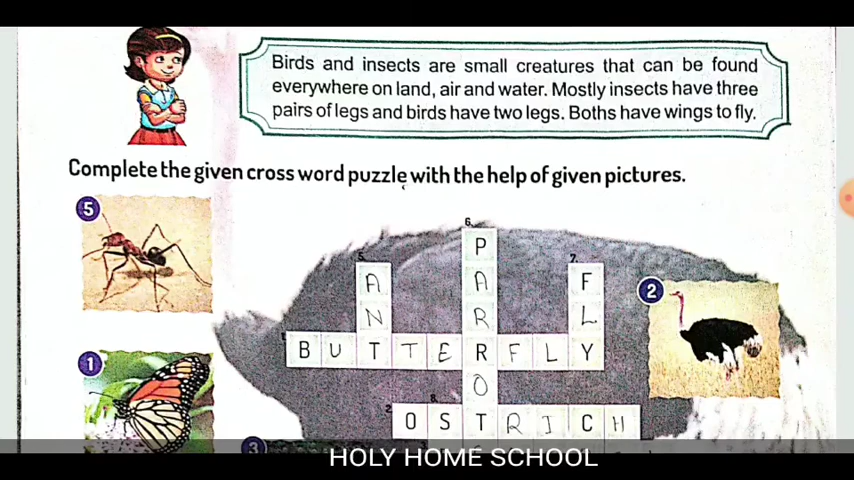 Birds and insects are small creatures that can be found
everywhere on land, air and water. Mostly insects have three
pairs of legs and birds have two legs. Boths have wings to fly.
Complete the given cross word puzzle with the help of given pictures.
5
6.
P
5.
7.
A A F
2
N R L
1
BUTTERFLY
O
2. 8.
OSTRICH
3
HOLY HOME SCHOOL